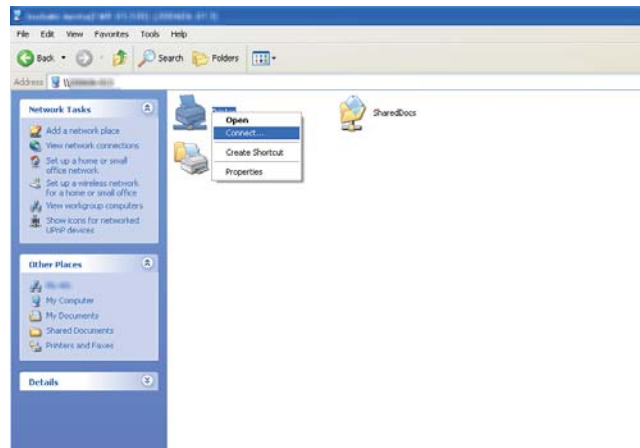 File Edit View Favorites Tools Help
Back Search Folders
Address \\
Network Tasks
Add a network place
View network connections
Set up a home or small
office network
Set up a wireless network
for a home or small office
View workgroup computers
Show icons for networked
UPnP devices
Open
Connect...
Create Shortcut
Properties
SharedDocs
Other Places
My Computer
My Documents
Shared Documents
Printers and Faxes
Details